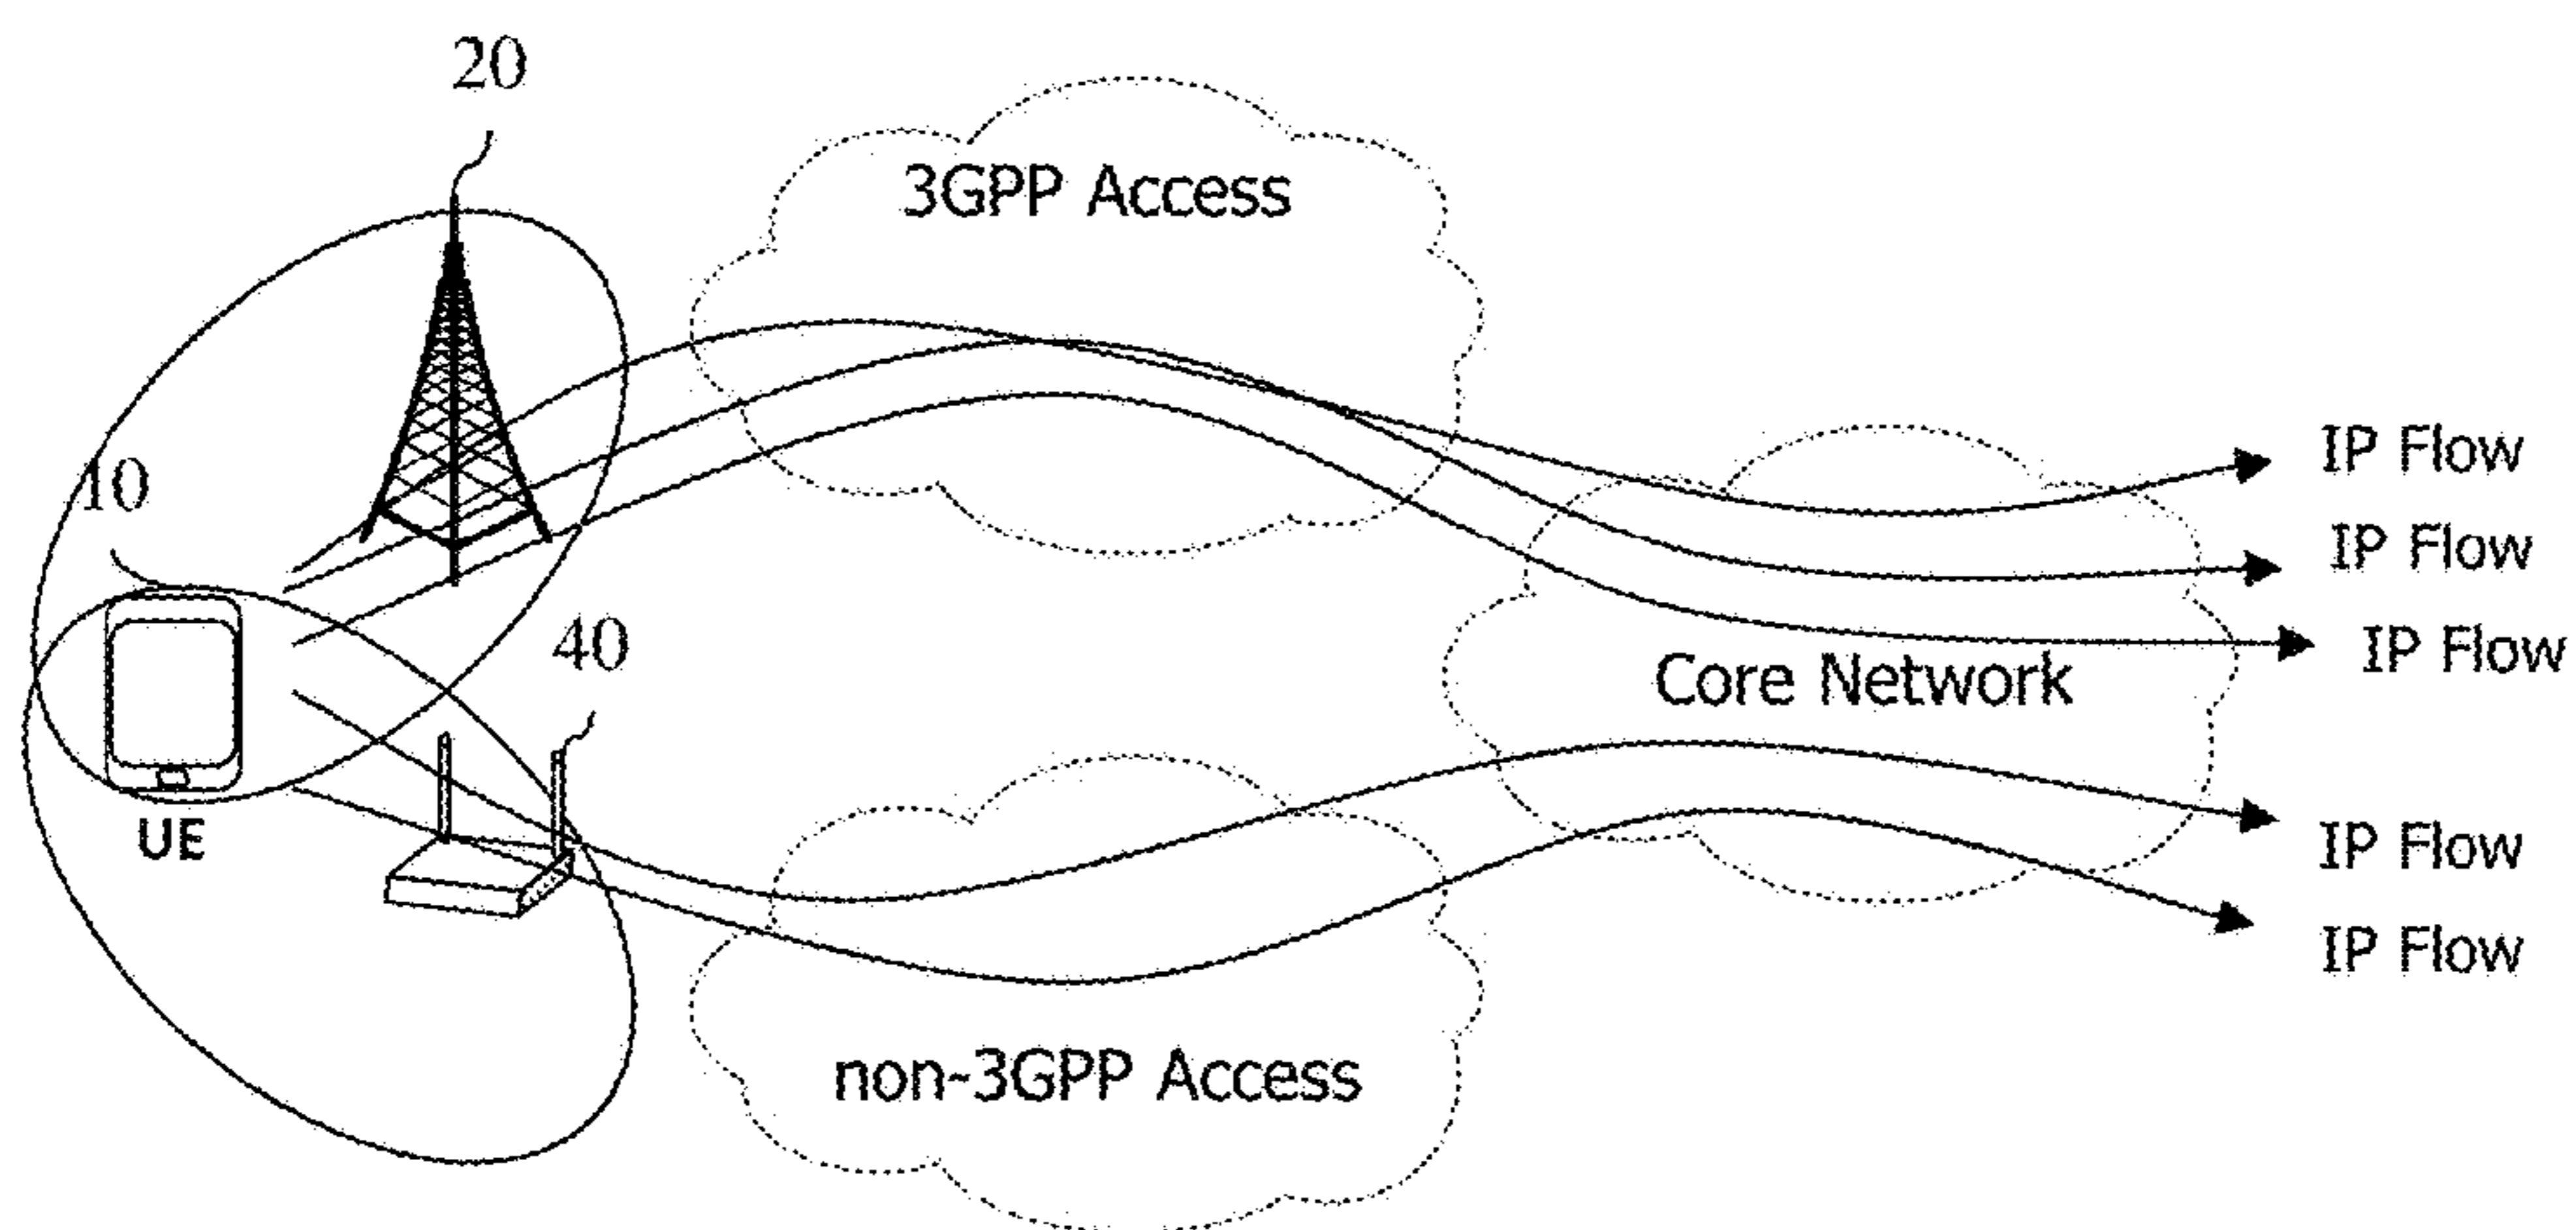 20
3GPP Access
10
IP Flow
IP Flow
40
IP Flow
Core Network
UE
IP Flow
IP Flow
non-3GPP Access